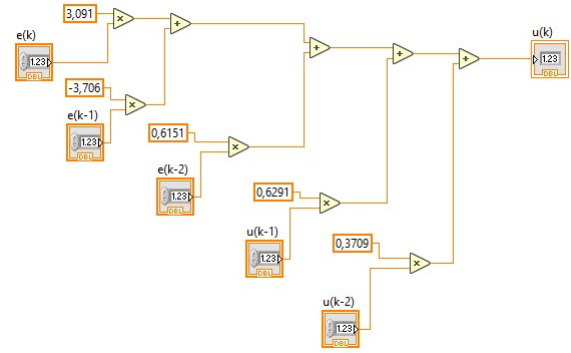 3,091
e(k)
1.23
DBL
-3,706
e(k-1)
1.23
DBL
0,6151
e(k-2)
1.23
DBL
0,6291
u(k-1)
1.23
DBL
0,3709
u(k-2)
1.23
DBL
u(k)
1.23
DBL